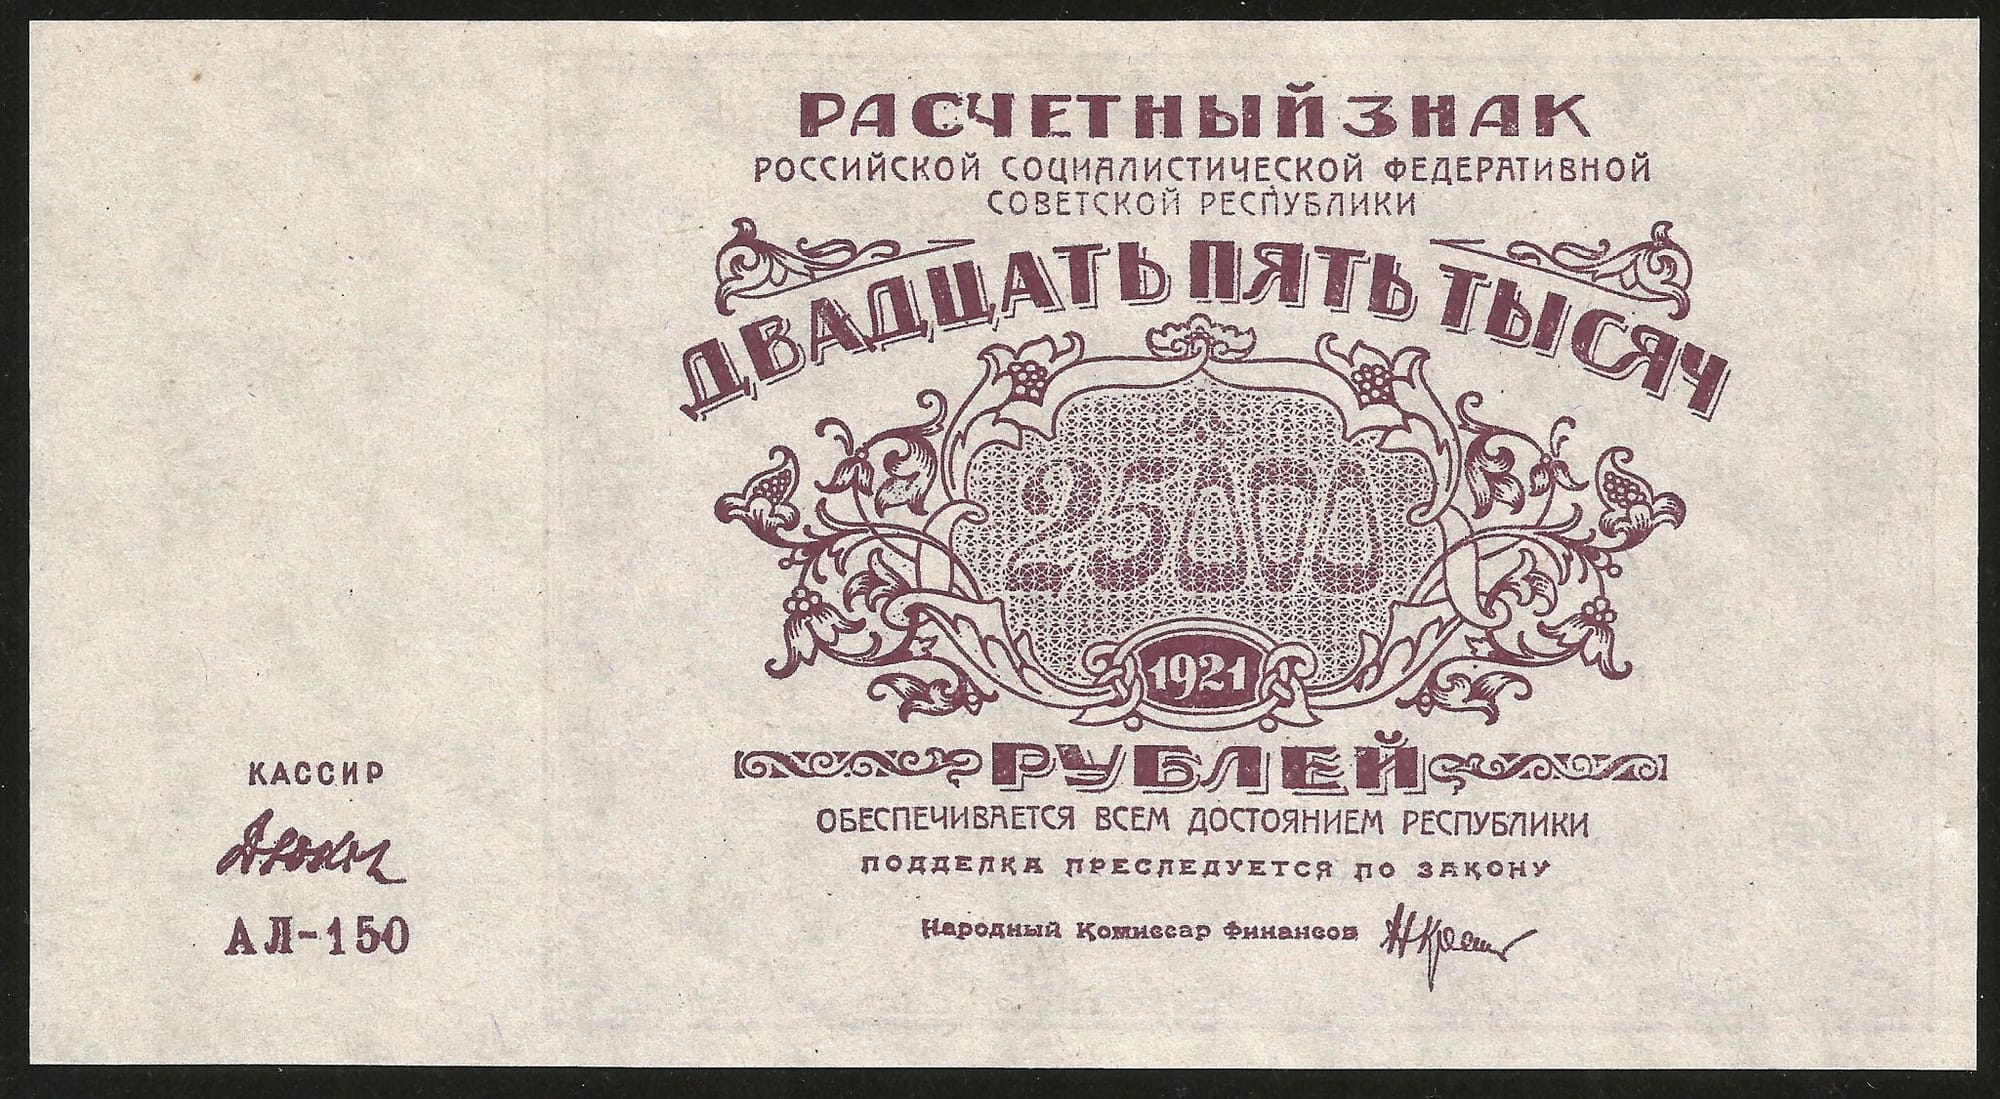 РАСЧЕТНЫЙ ЗНАК
РОССИЙСКОЙ СОЦИАЛИСТИЧЕСКОЙ ФЕДЕРАТИВНОЙ
СОВЕТСКОЙ РЕСПУБЛИКИ
ДВАДЦАТЬ ПЯТЬ ТЫСЯЧ
25000
1921
РУБЛЕЙ
ОБЕСПЕЧИВАЕТСЯ ВСЕМ ДОСТОЯНИЕМ РЕСПУБЛИКИ
ПОДДЕЛКА ПРЕСЛЕДУЕТСЯ ПО ЗАКОНУ
Народный Комиссар Финансов
КАССИР
АЛ-150